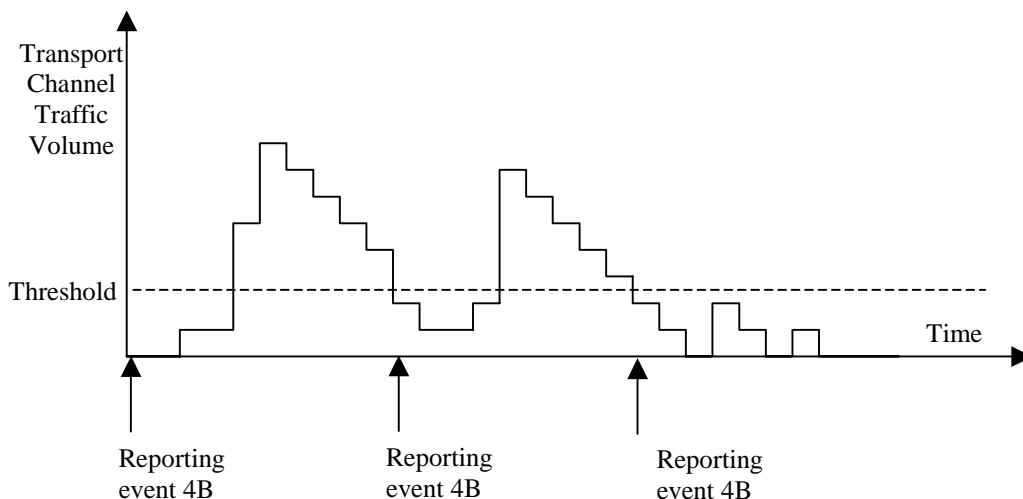 Transport
Channel
Traffic
Volume
Threshold
Time
Reporting
event 4B
Reporting
event 4B
Reporting
event 4B